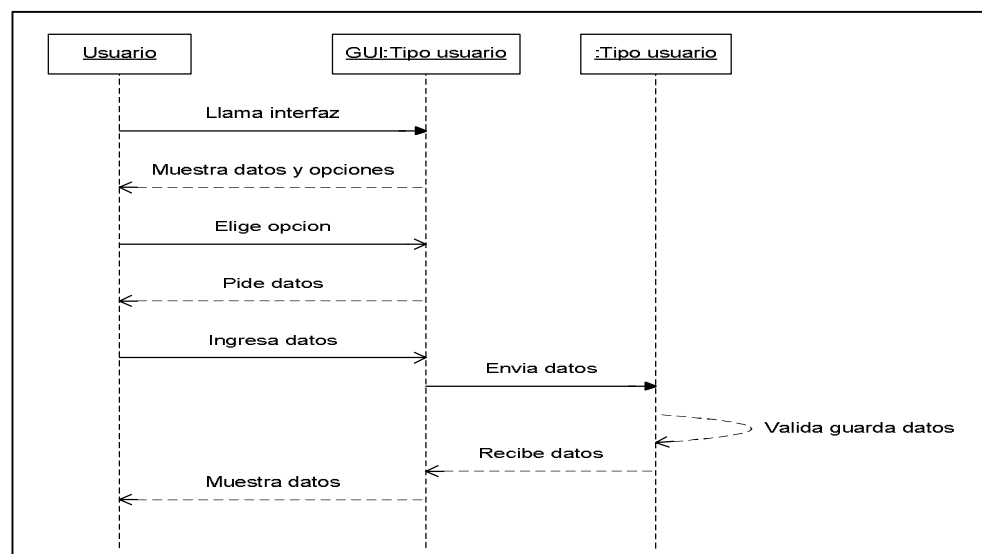 Usuario
GUI:Tipo usuario
:Tipo usuario
Llama interfaz
Muestra datos y opciones
Elige opcion
Pide datos
Ingresa datos
Envia datos
Valida guarda datos
Recibe datos
Muestra datos